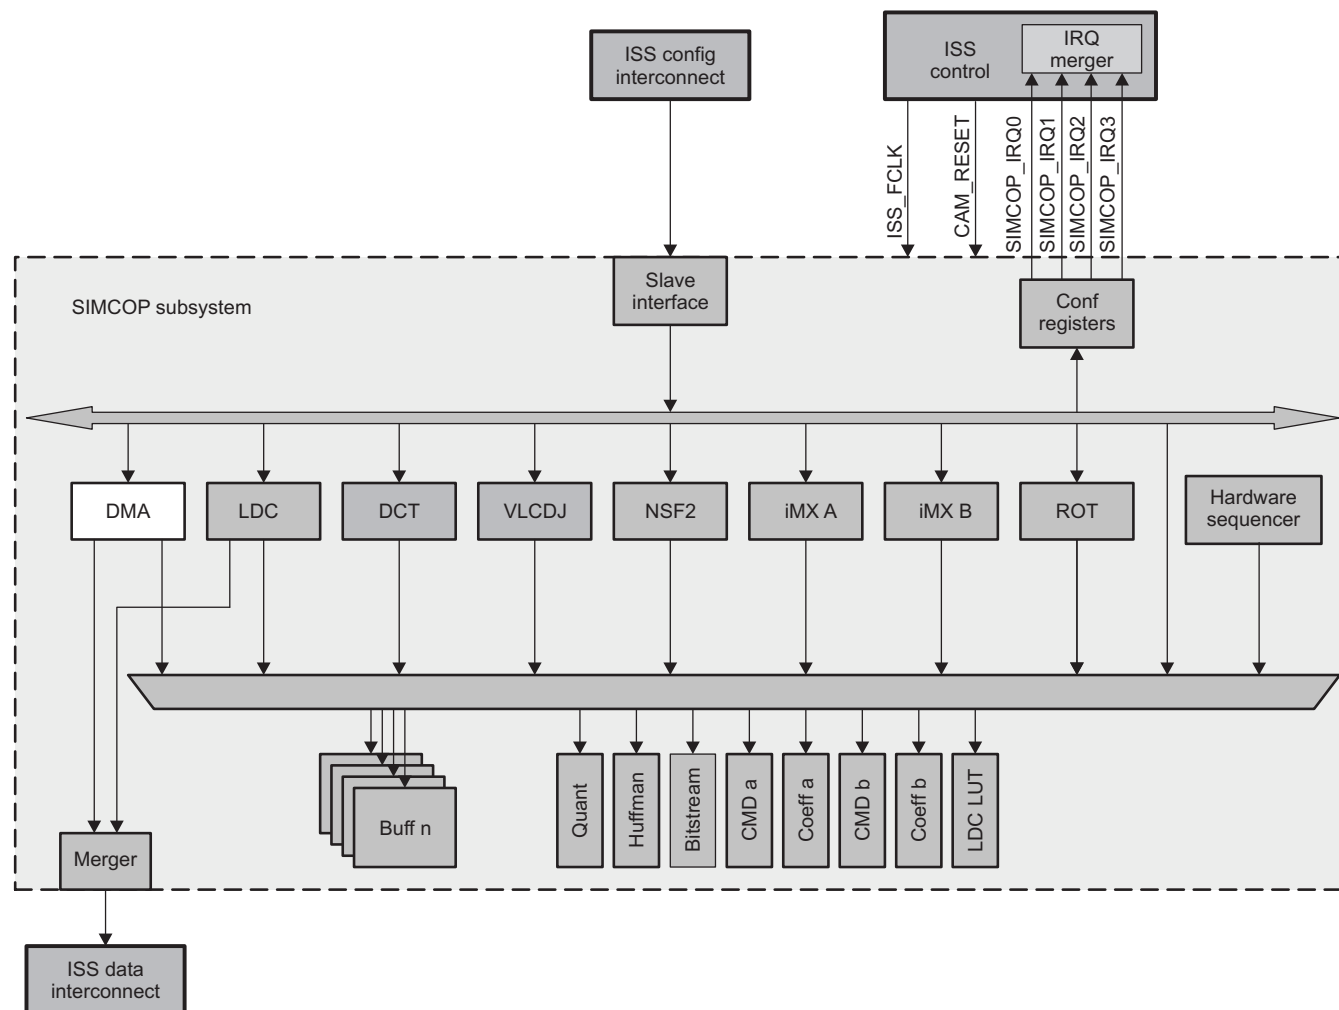 ISS config
interconnect
ISS
control
IRQ
merger
ISS_FCLK
CAM_RESET
SIMCOP_IRQ0
SIMCOP_IRQ1
SIMCOP_IRQ2
SIMCOP_IRQ3
SIMCOP subsystem
Slave
interface
Conf
registers
DMA
LDC
DCT
VLCDJ
NSF2
iMX A
iMX B
ROT
Hardware
sequencer
Buff n
Quant
Huffman
Bitstream
CMD a
Coeff a
CMD b
Coeff b
LDC LUT
Merger
ISS data
interconnect